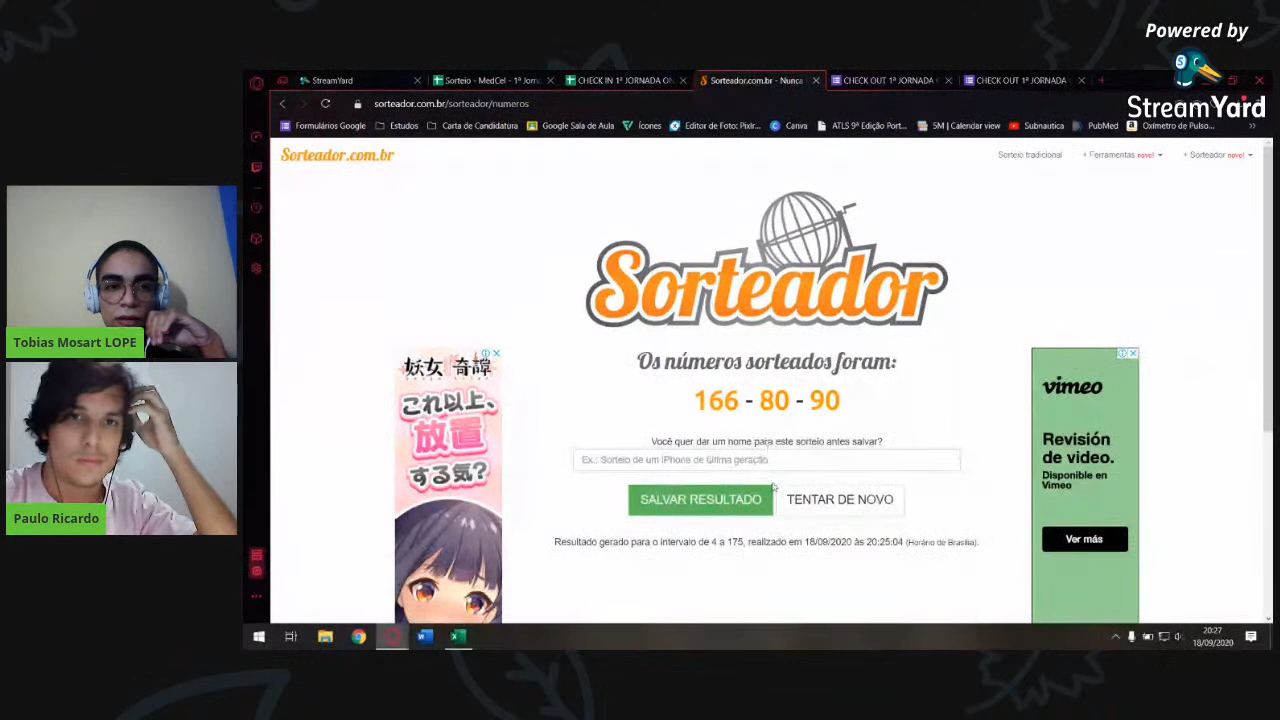 Powered by
StreamYard
StreamYard
Sorteio - MedCel - 1ª Jorna
CHECK IN 1ª JORNADA ON
Sorteador.com.br - Nunca
CHECK OUT 1ª JORNADA
CHECK OUT 1ª JORNADA
sorteador.com.br/sorteador/numeros
Formulários Google
Estudos
Carta de Candidatura
Google Sala de Aula
Ícones
Editor de Foto: Pixlr...
Canva
ATLS 9ª Edição Port...
5M | Calendar view
Subnautica
PubMed
Oxímetro de Pulso...
Sorteador.com.br
Sorteio tradicional
+ Ferramentas novo!
+ Sorteador novo!
Sorteador
Os números sorteados foram:
166 - 80 - 90
Você quer dar um nome para este sorteio antes salvar?
Ex.: Sorteio de um iPhone de última geração
SALVAR RESULTADO
TENTAR DE NOVO
Resultado gerado para o intervalo de 4 a 175, realizado em 18/09/2020 às 20:25:04 (Horário de Brasília).
妖女奇譚
これ以上、
放置
する気?
vimeo
Revisión
de video.
Disponible en
Vimeo
Ver más
Tobias Mosart LOPE
Paulo Ricardo
20:27
18/09/2020